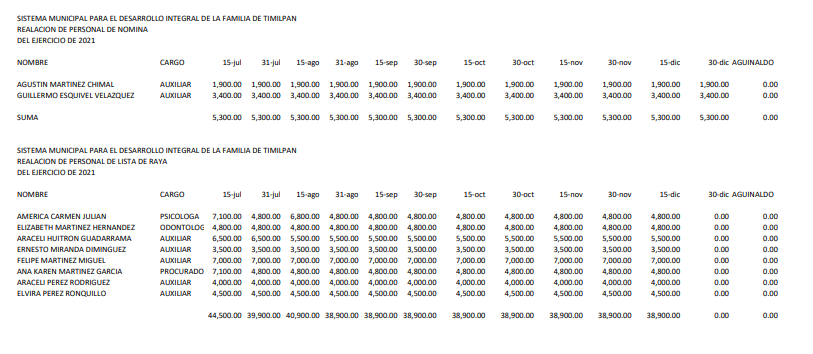 SISTEMA MUNICIPAL PARA EL DESARROLLO INTEGRAL DE LA FAMILIA DE TIMILPAN
REALACION DE PERSONAL DE NOMINA
DEL EJERCICIO DE 2021
NOMBRE CARGO 15-jul 31-jul 15-ago 31-ago 15-sep 30-sep 15-oct 30-oct 15-nov 30-nov 15-dic 30-dic AGUINALDO
AGUSTIN MARTINEZ CHIMAL AUXILIAR 1,900.00 1,900.00 1,900.00 1,900.00 1,900.00 1,900.00 1,900.00 1,900.00 1,900.00 1,900.00 1,900.00 1,900.00 0.00
GUILLERMO ESQUIVEL VELAZQUEZ AUXILIAR 3,400.00 3,400.00 3,400.00 3,400.00 3,400.00 3,400.00 3,400.00 3,400.00 3,400.00 3,400.00 3,400.00 3,400.00 0.00
SUMA 5,300.00 5,300.00 5,300.00 5,300.00 5,300.00 5,300.00 5,300.00 5,300.00 5,300.00 5,300.00 5,300.00 5,300.00 0.00
SISTEMA MUNICIPAL PARA EL DESARROLLO INTEGRAL DE LA FAMILIA DE TIMILPAN
REALACION DE PERSONAL DE LISTA DE RAYA
DEL EJERCICIO DE 2021
NOMBRE CARGO 15-jul 31-jul 15-ago 31-ago 15-sep 30-sep 15-oct 30-oct 15-nov 30-nov 15-dic 30-dic AGUINALDO
AMERICA CARMEN JULIAN PSICOLOGA 7,100.00 4,800.00 6,800.00 4,800.00 4,800.00 4,800.00 4,800.00 4,800.00 4,800.00 4,800.00 4,800.00 0.00 0.00
ELIZABETH MARTINEZ HERNANDEZ ODONTOLOG 4,800.00 4,800.00 4,800.00 4,800.00 4,800.00 4,800.00 4,800.00 4,800.00 4,800.00 4,800.00 4,800.00 0.00 0.00
ARACELI HUITRON GUADARRAMA AUXILIAR 6,500.00 6,500.00 5,500.00 5,500.00 5,500.00 5,500.00 5,500.00 5,500.00 5,500.00 5,500.00 5,500.00 0.00 0.00
ERNESTO MIRANDA DIMINGUEZ AUXILIAR 3,500.00 3,500.00 3,500.00 3,500.00 3,500.00 3,500.00 3,500.00 3,500.00 3,500.00 3,500.00 3,500.00 0.00 0.00
FELIPE MARTINEZ MIGUEL AUXILIAR 7,000.00 7,000.00 7,000.00 7,000.00 7,000.00 7,000.00 7,000.00 7,000.00 7,000.00 7,000.00 7,000.00 0.00 0.00
ANA KAREN MARTINEZ GARCIA PROCURADO 7,100.00 4,800.00 4,800.00 4,800.00 4,800.00 4,800.00 4,800.00 4,800.00 4,800.00 4,800.00 4,800.00 0.00 0.00
ARACELI PEREZ RODRIGUEZ AUXILIAR 4,000.00 4,000.00 4,000.00 4,000.00 4,000.00 4,000.00 4,000.00 4,000.00 4,000.00 4,000.00 4,000.00 0.00 0.00
ELVIRA PEREZ RONQUILLO AUXILIAR 4,500.00 4,500.00 4,500.00 4,500.00 4,500.00 4,500.00 4,500.00 4,500.00 4,500.00 4,500.00 4,500.00 0.00 0.00
44,500.00 39,900.00 40,900.00 38,900.00 38,900.00 38,900.00 38,900.00 38,900.00 38,900.00 38,900.00 38,900.00 0.00 0.00